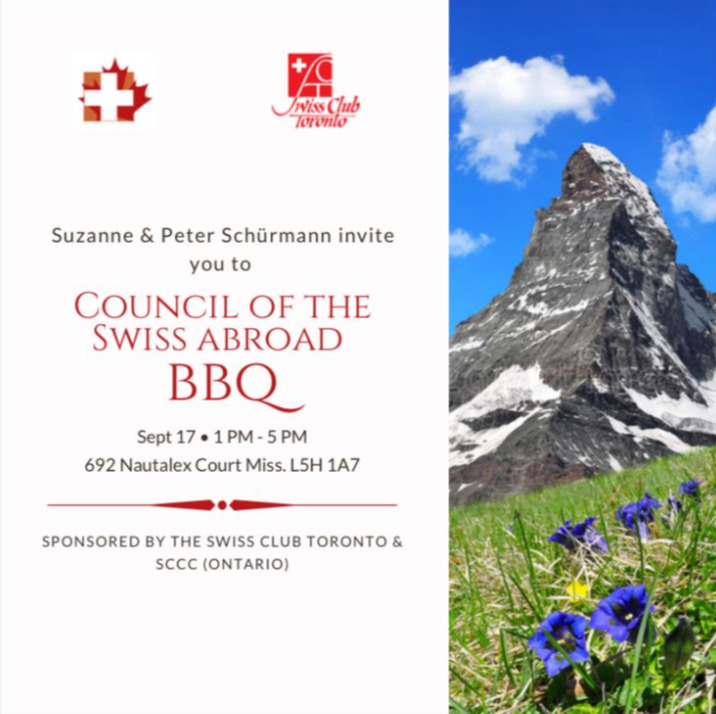 Swiss Club
Toronto
Suzanne & Peter Schürmann invite
you to
COUNCIL OF THE
SWISS ABROAD
BBQ
Sept 17 • 1 PM - 5 PM
692 Nautalex Court Miss. L5H 1A7
SPONSORED BY THE SWISS CLUB TORONTO &
SCCC (ONTARIO)